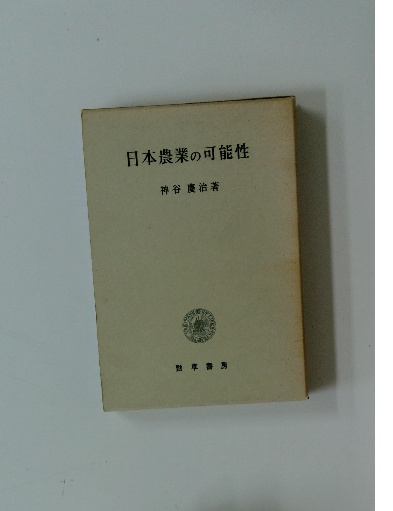 日本農業の可能性
神谷慶治著
勁草書房